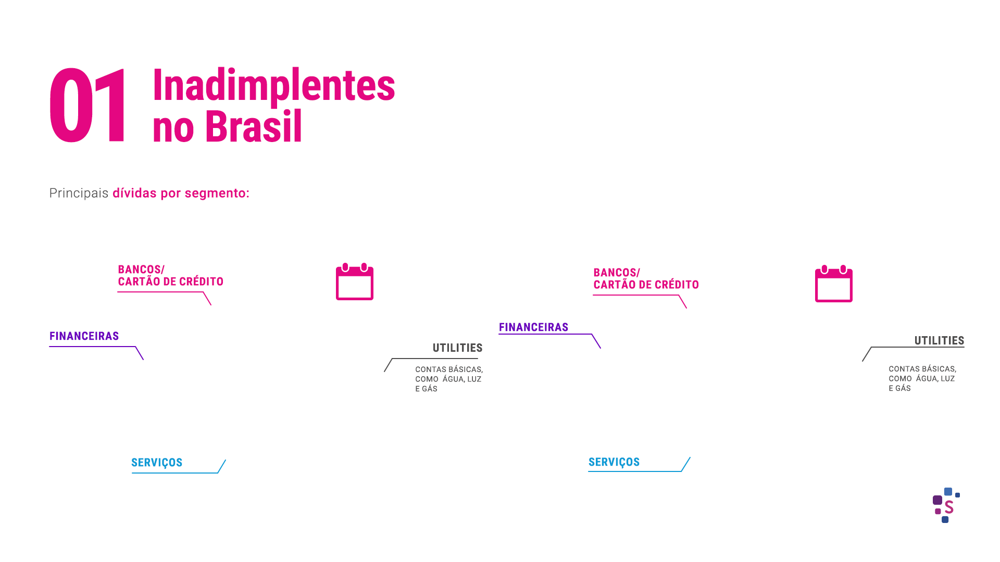 01
Inadimplentes
no Brasil
Principais dívidas por segmento:
BANCOS/
CARTÃO DE CRÉDITO
FINANCEIRAS
UTILITIES
CONTAS BÁSICAS,
COMO ÁGUA, LUZ
E GÁS
SERVIÇOS
BANCOS/
CARTÃO DE CRÉDITO
FINANCEIRAS
UTILITIES
CONTAS BÁSICAS,
COMO ÁGUA, LUZ
E GÁS
SERVIÇOS
S